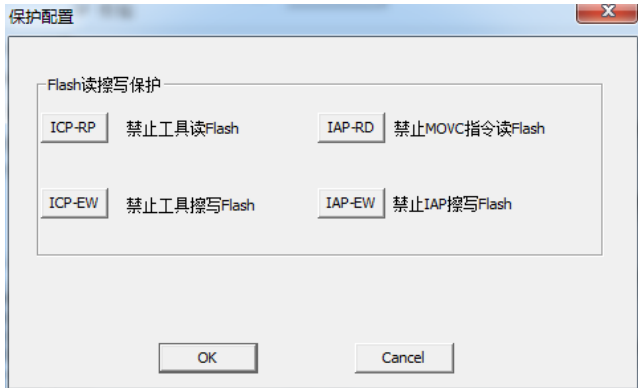 保护配置
Flash读擦写保护
ICP-RP 禁止工具读Flash IAP-RD 禁止MOVC指令读Flash
ICP-EW 禁止工具擦写Flash IAP-EW 禁止IAP擦写Flash
OK Cancel